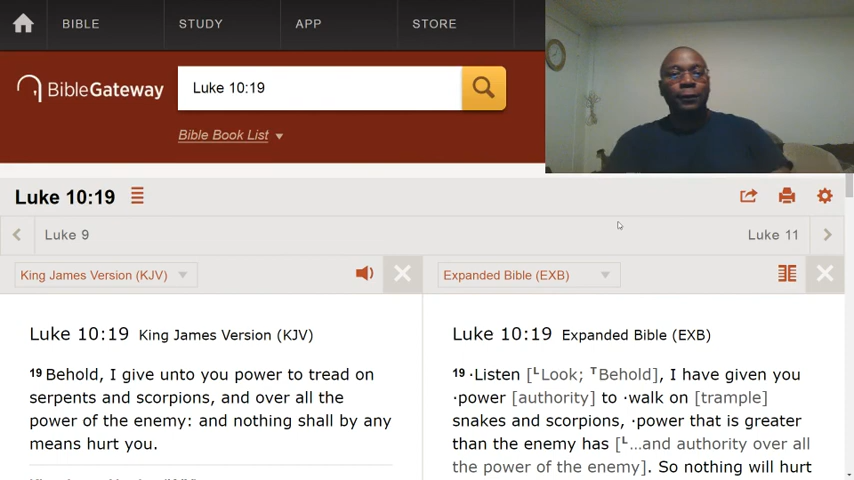 BIBLE STUDY APP STORE
BibleGateway
Luke 10:19
Bible Book List
Luke 10:19
Luke 9
Luke 11
King James Version (KJV)
Expanded Bible (EXB)
Luke 10:19 King James Version (KJV)
19 Behold, I give unto you power to tread on
serpents and scorpions, and over all the
power of the enemy: and nothing shall by any
means hurt you.
Luke 10:19 Expanded Bible (EXB)
19 ·Listen [ᴸLook; ᵀBehold], I have given you
·power [authority] to ·walk on [trample]
snakes and scorpions, ·power that is greater
than the enemy has [ᴸ…and authority over all
the power of the enemy]. So nothing will hurt